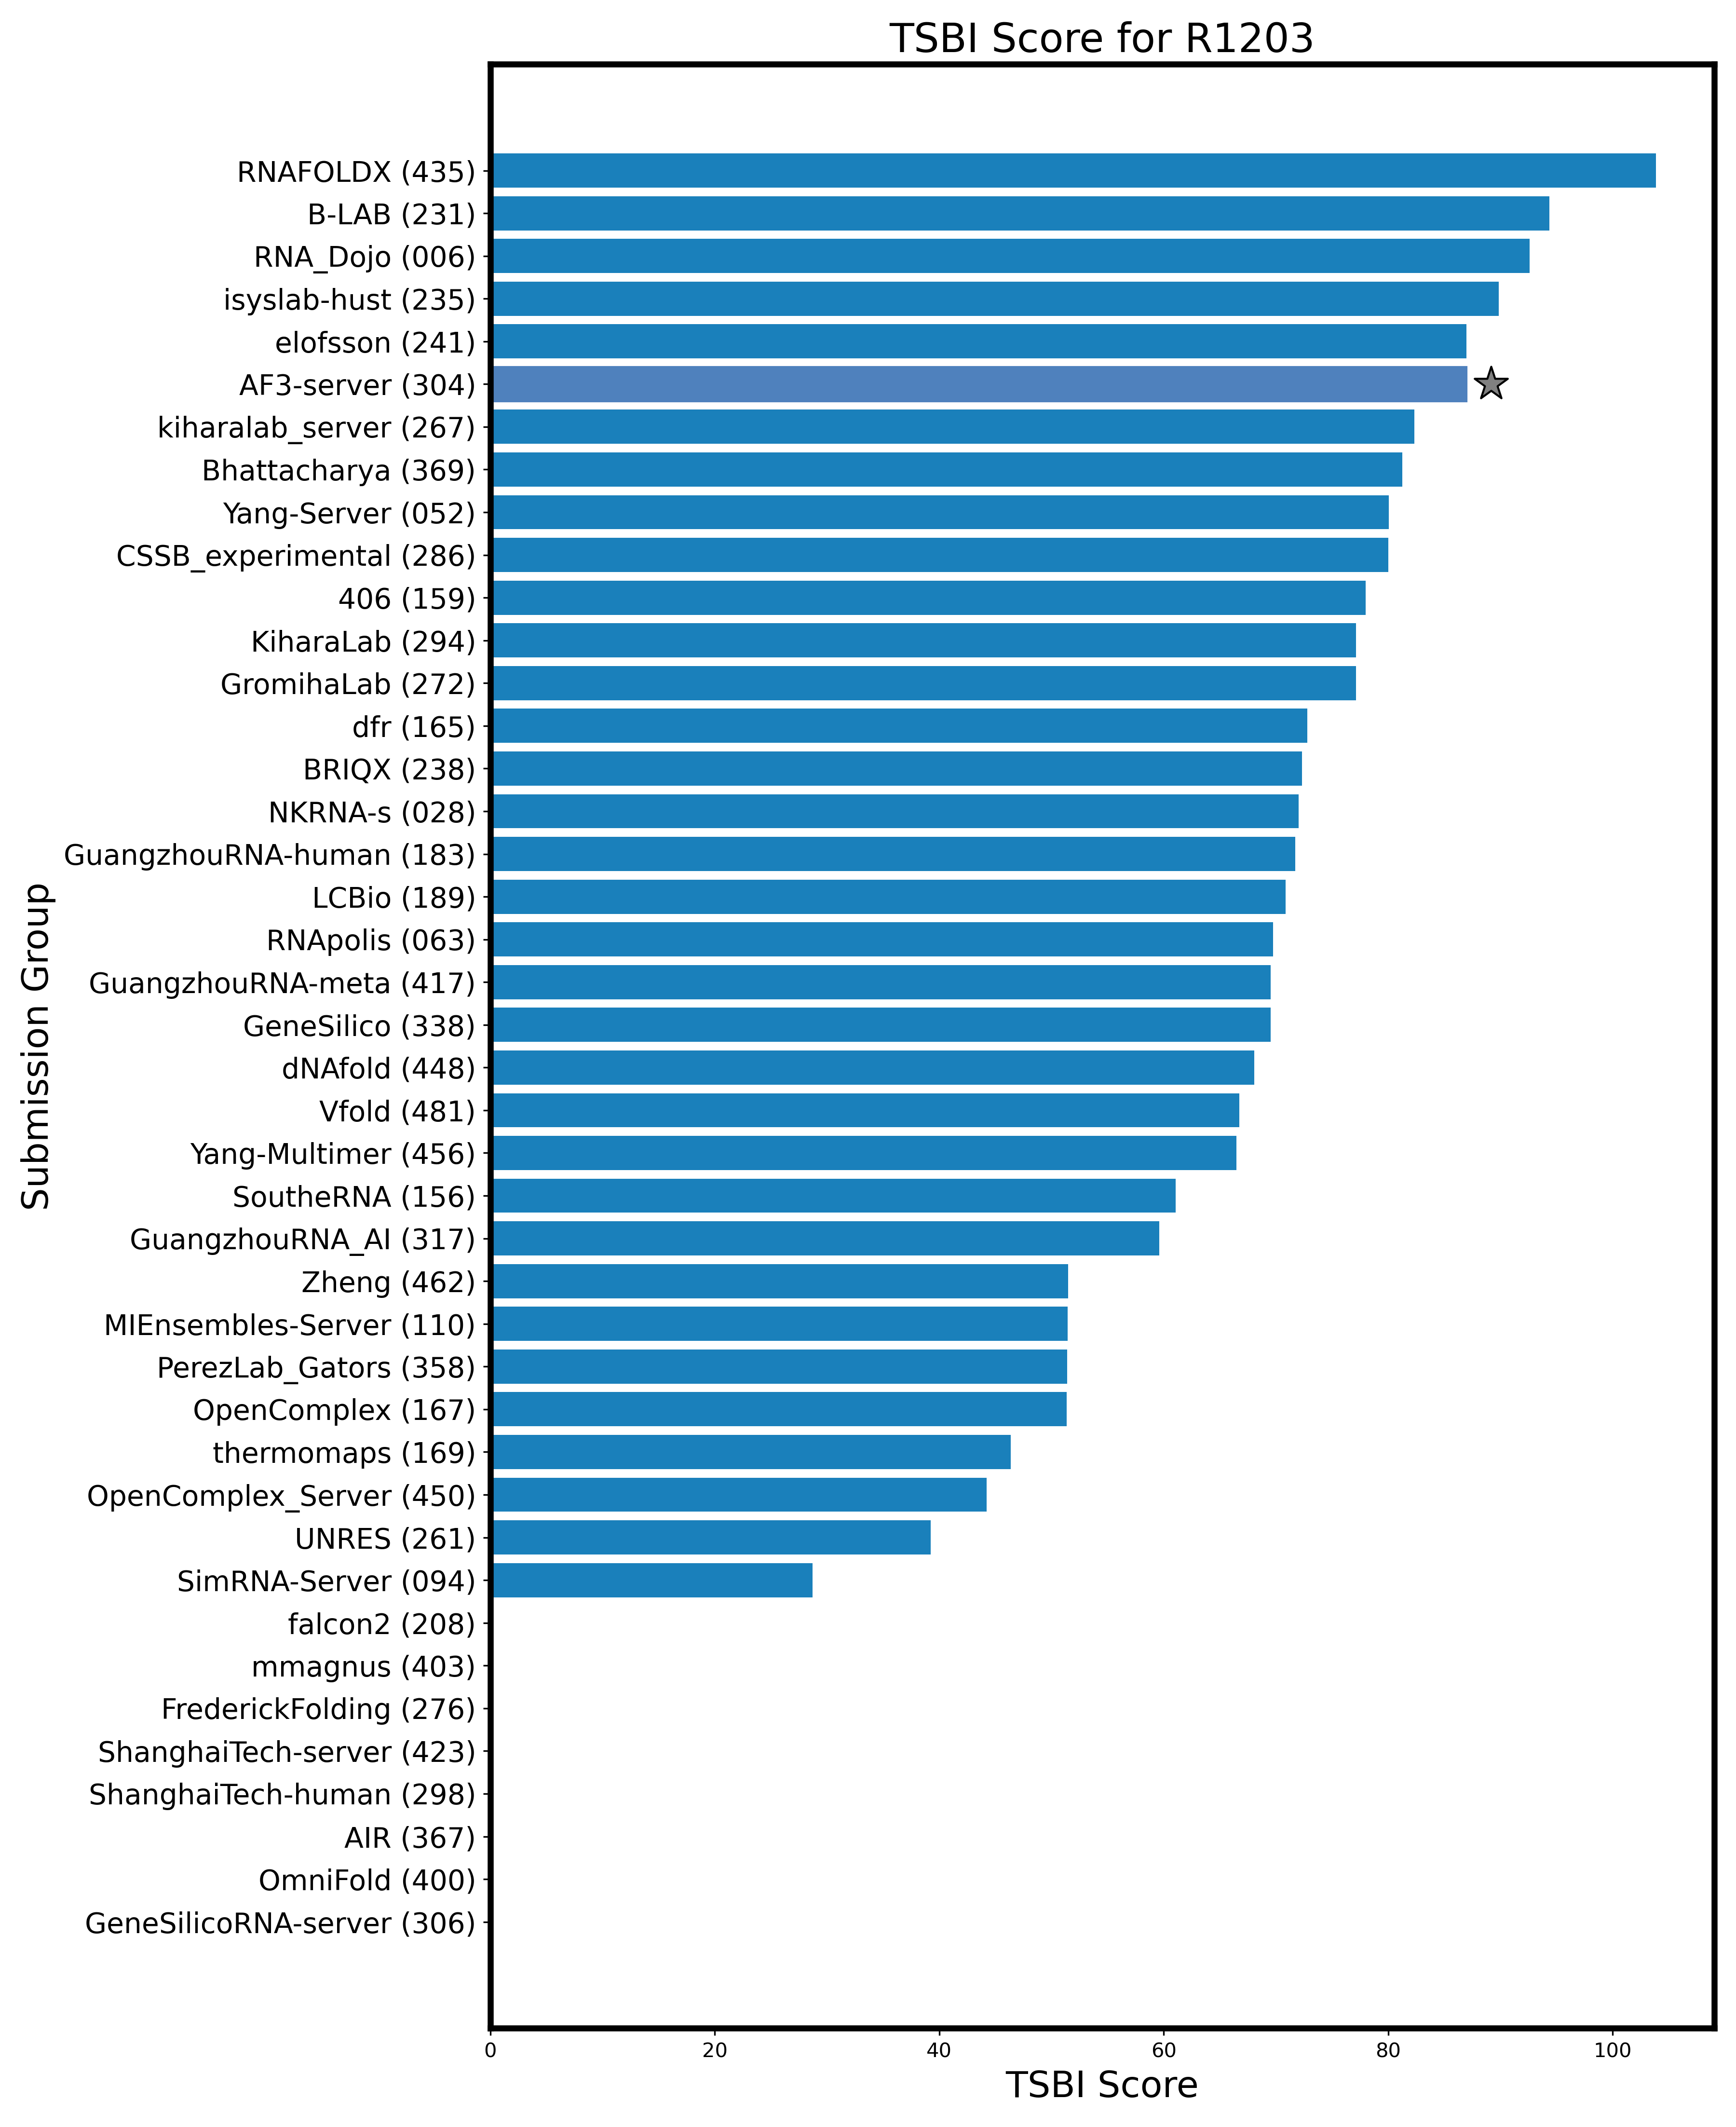 TSBI Score for R1203
RNAFOLDX (435)
B-LAB (231)
RNA_Dojo (006)
isyslab-hust (235)
elofsson (241)
AF3-server (304)
kiharalab_server (267)
Bhattacharya (369)
Yang-Server (052)
CSSB_experimental (286)
406 (159)
KiharaLab (294)
GromihaLab (272)
dfr (165)
BRIQX (238)
NKRNA-s (028)
GuangzhouRNA-human (183)
LCBio (189)
RNApolis (063)
GuangzhouRNA-meta (417)
GeneSilico (338)
dNAfold (448)
Vfold (481)
Yang-Multimer (456)
SoutheRNA (156)
GuangzhouRNA_AI (317)
Zheng (462)
MIEnsembles-Server (110)
PerezLab_Gators (358)
OpenComplex (167)
thermomaps (169)
OpenComplex_Server (450)
UNRES (261)
SimRNA-Server (094)
falcon2 (208)
mmagnus (403)
FrederickFolding (276)
ShanghaiTech-server (423)
ShanghaiTech-human (298)
AIR (367)
OmniFold (400)
GeneSilicoRNA-server (306)
Submission Group
0 20 40 60 80 100
TSBI Score